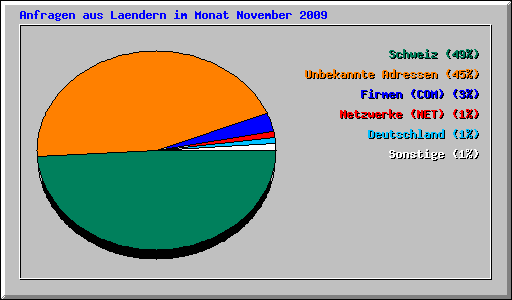 Anfragen aus Laendern im Monat November 2009
Schweiz (49%)
Unbekannte Adressen (45%)
Firmen (COM) (3%)
Netzwerke (NET) (1%)
Deutschland (1%)
Sonstige (1%)